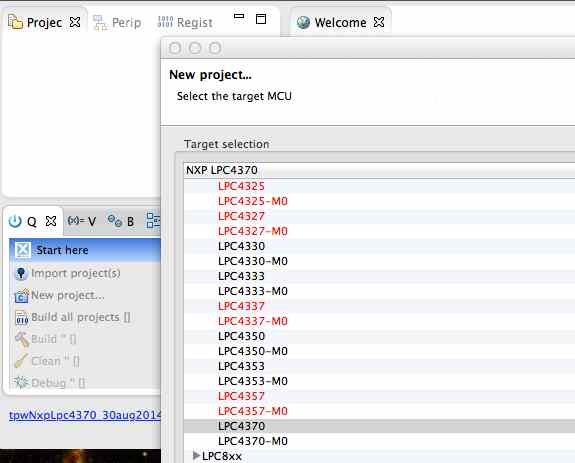 Projec
Perip
Regist
Welcome
New project...
Select the target MCU
Target selection
NXP LPC4370
LPC4325
LPC4325-M0
LPC4327
LPC4327-M0
LPC4330
LPC4330-M0
LPC4333
LPC4333-M0
LPC4337
LPC4337-M0
LPC4350
LPC4350-M0
LPC4353
LPC4353-M0
LPC4357
LPC4357-M0
LPC4370
LPC4370-M0
LPC8xx
Q
(x)= V
B
Start here
Import project(s)
New project...
Build all projects []
Build '' []
Clean '' []
Debug '' []
tpwNxpLpc4370_30aug2014